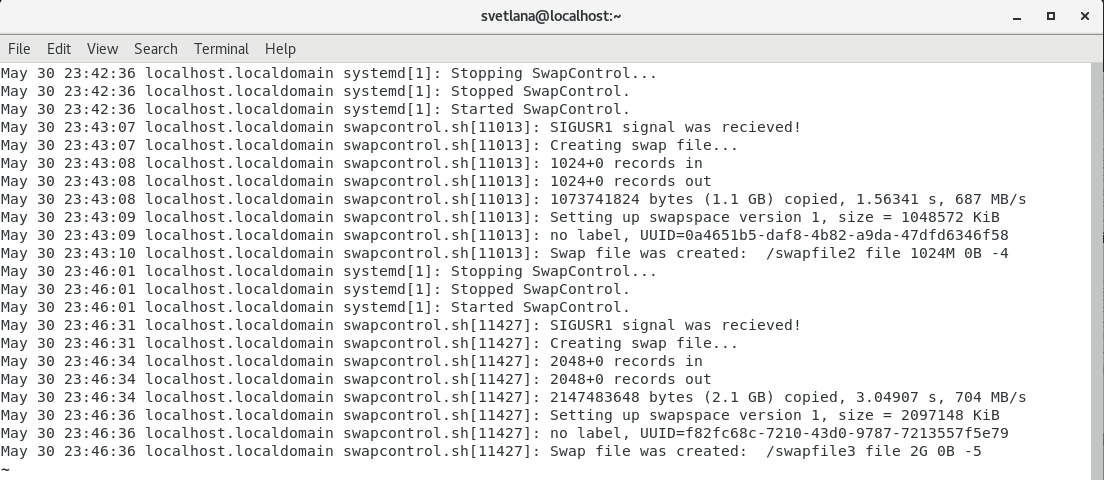 svetlana@localhost:~
File Edit View Search Terminal Help
May 30 23:42:36 localhost.localdomain systemd[1]: Stopping SwapControl...
May 30 23:42:36 localhost.localdomain systemd[1]: Stopped SwapControl.
May 30 23:42:36 localhost.localdomain systemd[1]: Started SwapControl.
May 30 23:43:07 localhost.localdomain swapcontrol.sh[11013]: SIGUSR1 signal was recieved!
May 30 23:43:07 localhost.localdomain swapcontrol.sh[11013]: Creating swap file...
May 30 23:43:08 localhost.localdomain swapcontrol.sh[11013]: 1024+0 records in
May 30 23:43:08 localhost.localdomain swapcontrol.sh[11013]: 1024+0 records out
May 30 23:43:08 localhost.localdomain swapcontrol.sh[11013]: 1073741824 bytes (1.1 GB) copied, 1.56341 s, 687 MB/s
May 30 23:43:09 localhost.localdomain swapcontrol.sh[11013]: Setting up swapspace version 1, size = 1048572 KiB
May 30 23:43:09 localhost.localdomain swapcontrol.sh[11013]: no label, UUID=0a4651b5-daf8-4b82-a9da-47dfd6346f58
May 30 23:43:10 localhost.localdomain swapcontrol.sh[11013]: Swap file was created:  /swapfile2 file 1024M 0B -4
May 30 23:46:01 localhost.localdomain systemd[1]: Stopping SwapControl...
May 30 23:46:01 localhost.localdomain systemd[1]: Stopped SwapControl.
May 30 23:46:01 localhost.localdomain systemd[1]: Started SwapControl.
May 30 23:46:31 localhost.localdomain swapcontrol.sh[11427]: SIGUSR1 signal was recieved!
May 30 23:46:31 localhost.localdomain swapcontrol.sh[11427]: Creating swap file...
May 30 23:46:34 localhost.localdomain swapcontrol.sh[11427]: 2048+0 records in
May 30 23:46:34 localhost.localdomain swapcontrol.sh[11427]: 2048+0 records out
May 30 23:46:34 localhost.localdomain swapcontrol.sh[11427]: 2147483648 bytes (2.1 GB) copied, 3.04907 s, 704 MB/s
May 30 23:46:36 localhost.localdomain swapcontrol.sh[11427]: Setting up swapspace version 1, size = 2097148 KiB
May 30 23:46:36 localhost.localdomain swapcontrol.sh[11427]: no label, UUID=f82fc68c-7210-43d0-9787-7213557f5e79
May 30 23:46:36 localhost.localdomain swapcontrol.sh[11427]: Swap file was created:  /swapfile3 file 2G 0B -5
~